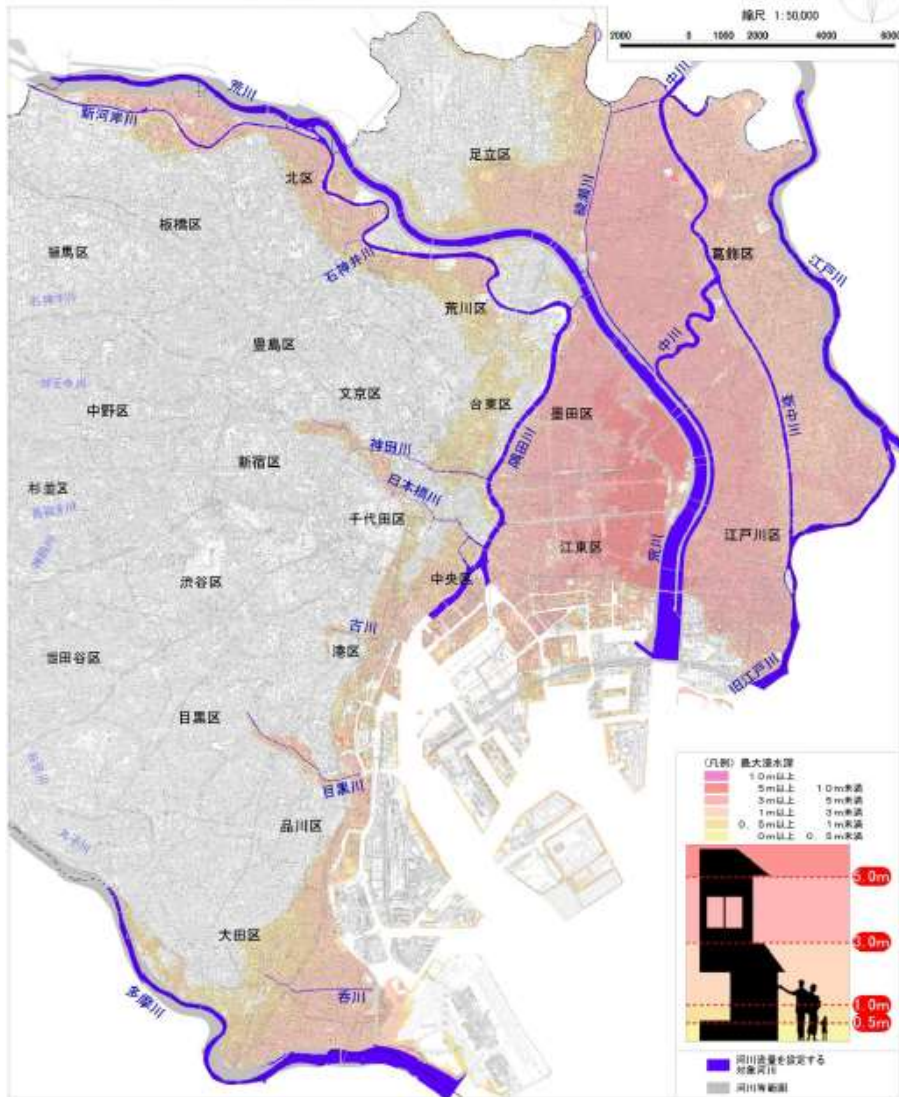 縮尺 1:50,000
2000 0 1000 2000 4000 6000
荒川
中川
新河岸川
足立区
北区
綾瀬川
板橋区
練馬区
石神井川
葛飾区
江戸川
荒川区
豊島区
中川
文京区
台東区
墨田区
中野区
新中川
神田川
隅田川
新宿区
杉並区
日本橋川
千代田区
江東区
荒川
江戸川区
中央区
渋谷区
古川
港区
世田谷区
旧江戸川
目黒区
目黒川
品川区
大田区
多摩川
呑川
(凡例) 最大浸水深
10m以上
5m以上 10m未満
3m以上 5m未満
1m以上 3m未満
0.5m以上 1m未満
0m以上 0.5m未満
5.0m
3.0m
1.0m
0.5m
河川流量を設定する
対象河川
河川等範囲